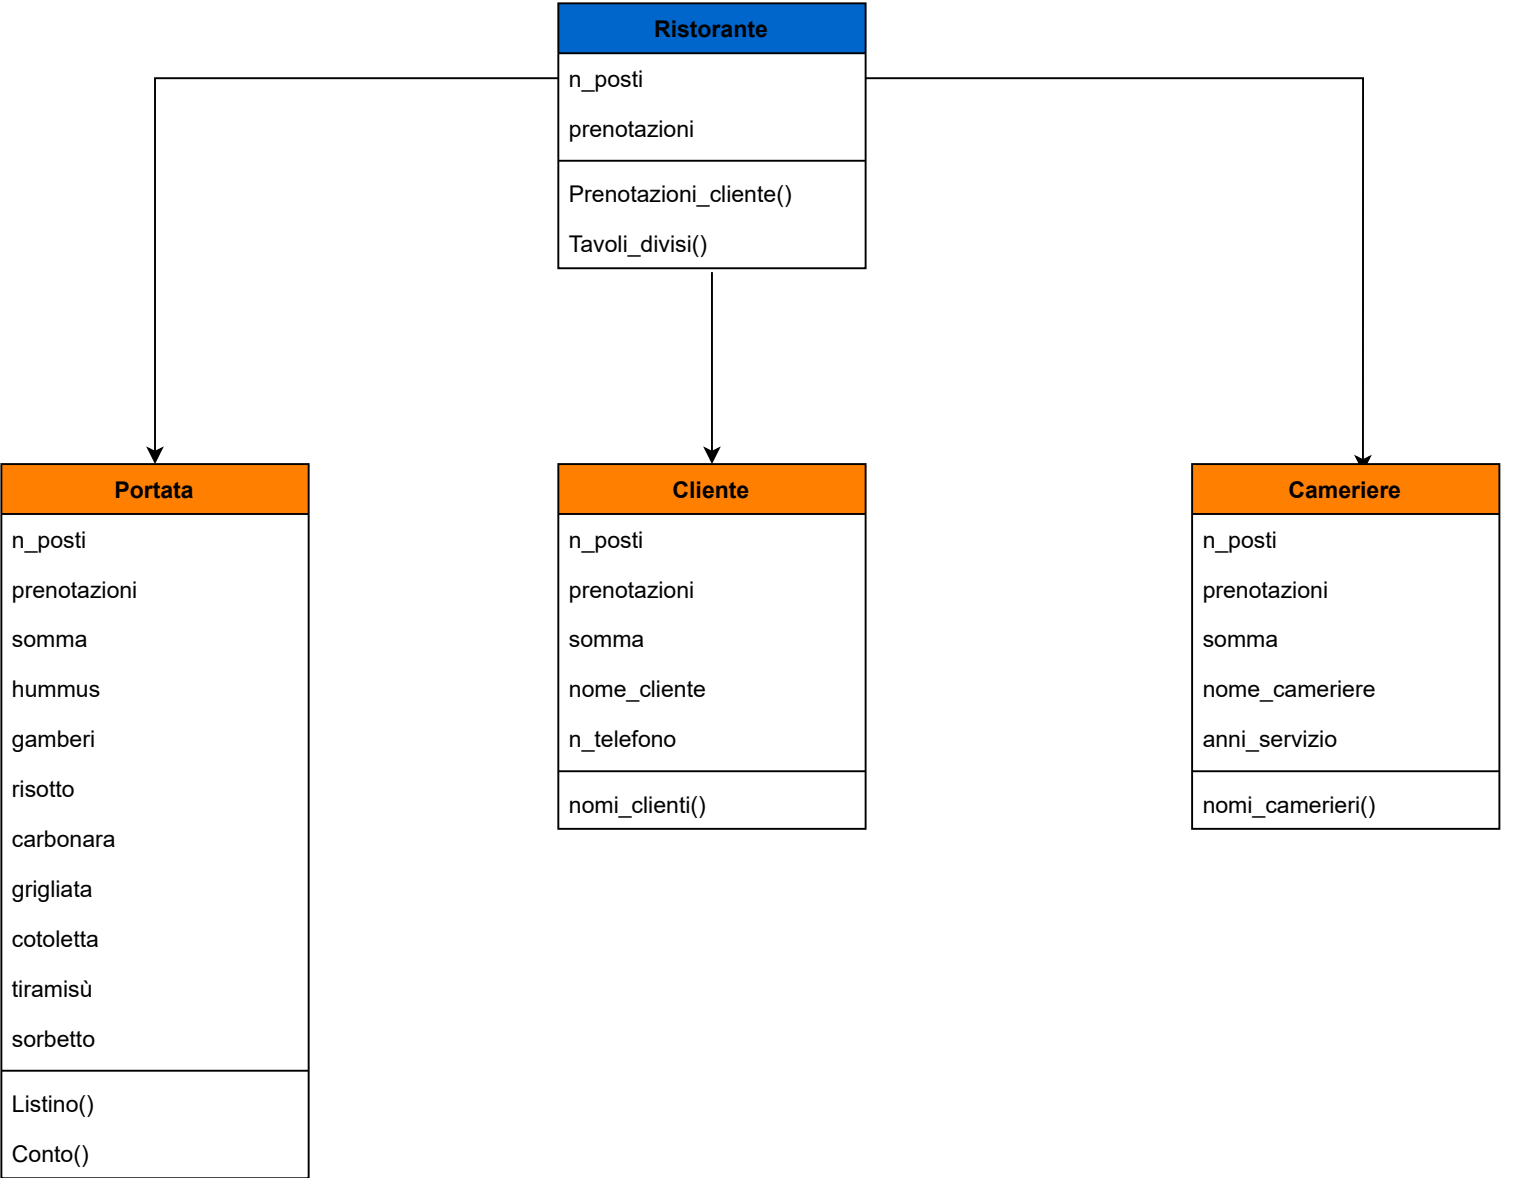 Ristorante
n_posti
prenotazioni
Prenotazioni_cliente()
Tavoli_divisi()
Portata
n_posti
prenotazioni
somma
hummus
gamberi
risotto
carbonara
grigliata
cotoletta
tiramisù
sorbetto
Listino()
Conto()
Cliente
n_posti
prenotazioni
somma
nome_cliente
n_telefono
nomi_clienti()
Cameriere
n_posti
prenotazioni
somma
nome_cameriere
anni_servizio
nomi_camerieri()